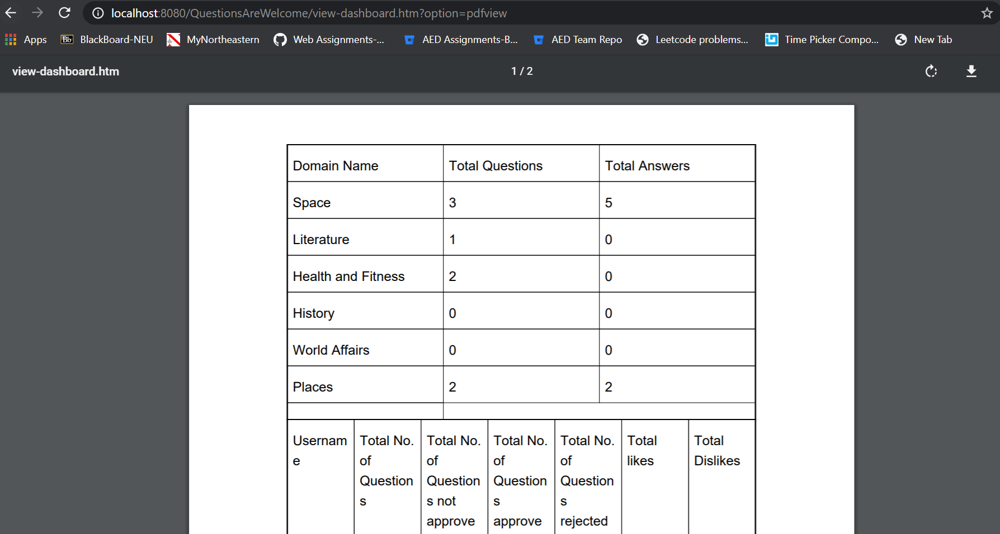 localhost:8080/QuestionsAreWelcome/view-dashboard.htm?option=pdfview
Apps Bb BlackBoard-NEU MyNortheastern Web Assignments-... AED Assignments-B... AED Team Repo Leetcode problems... Time Picker Compo... New Tab
view-dashboard.htm 1 / 2
Domain Name Total Questions Total Answers
Space 3 5
Literature 1 0
Health and Fitness 2 0
History 0 0
World Affairs 0 0
Places 2 2
Usernam Total No. Total No. Total No. Total No. Total Total
e of of of of likes Dislikes
Question Question Question Question
s s not s s
approve approve rejected